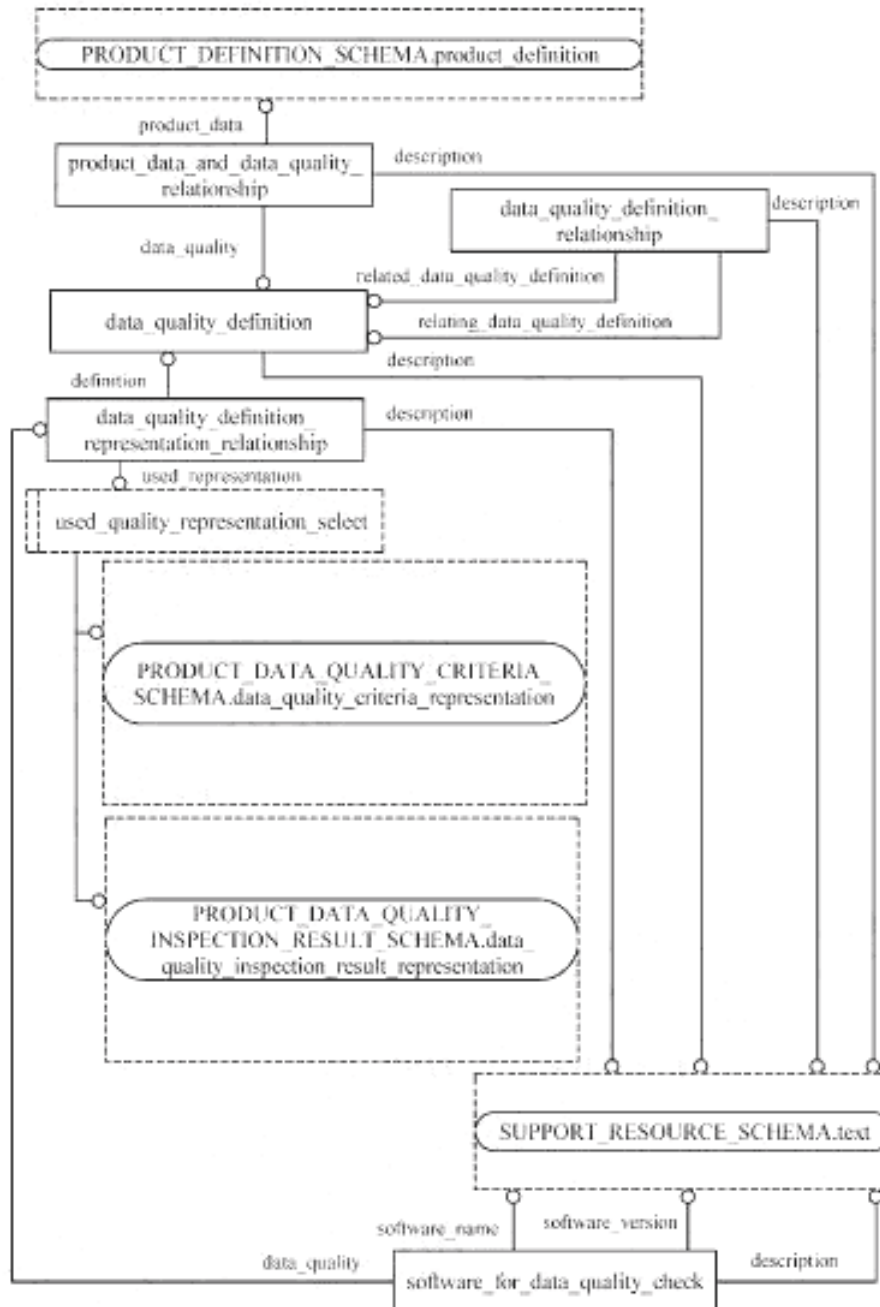 PRODUCT_DEFINITION_SCHEMA.product_definition
product_data
product_data_and_data_quality_
relationship
description
data_quality_definition_
relationship
description
data_quality
related_data_quality_definition
data_quality_definition
relating_data_quality_definition
description
definition
data_quality_definition_
representation_relationship
description
used_representation
used_quality_representation_select
PRODUCT_DATA_QUALITY_CRITERIA_
SCHEMA.data_quality_criteria_representation
PRODUCT_DATA_QUALITY_
INSPECTION_RESULT_SCHEMA.data_
quality_inspection_result_representation
SUPPORT_RESOURCE_SCHEMA.text
software_name
software_version
data_quality
description
software_for_data_quality_check